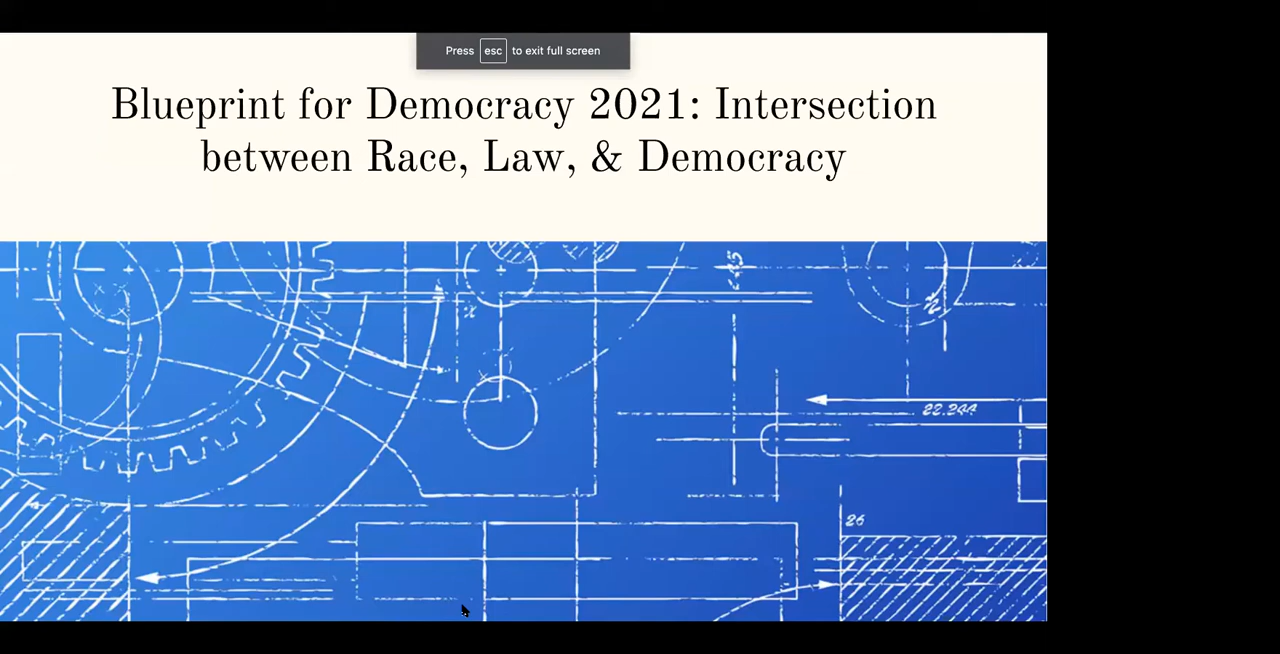 Press esc to exit full screen
Blueprint for Democracy 2021: Intersection
between Race, Law, & Democracy
22.244
26